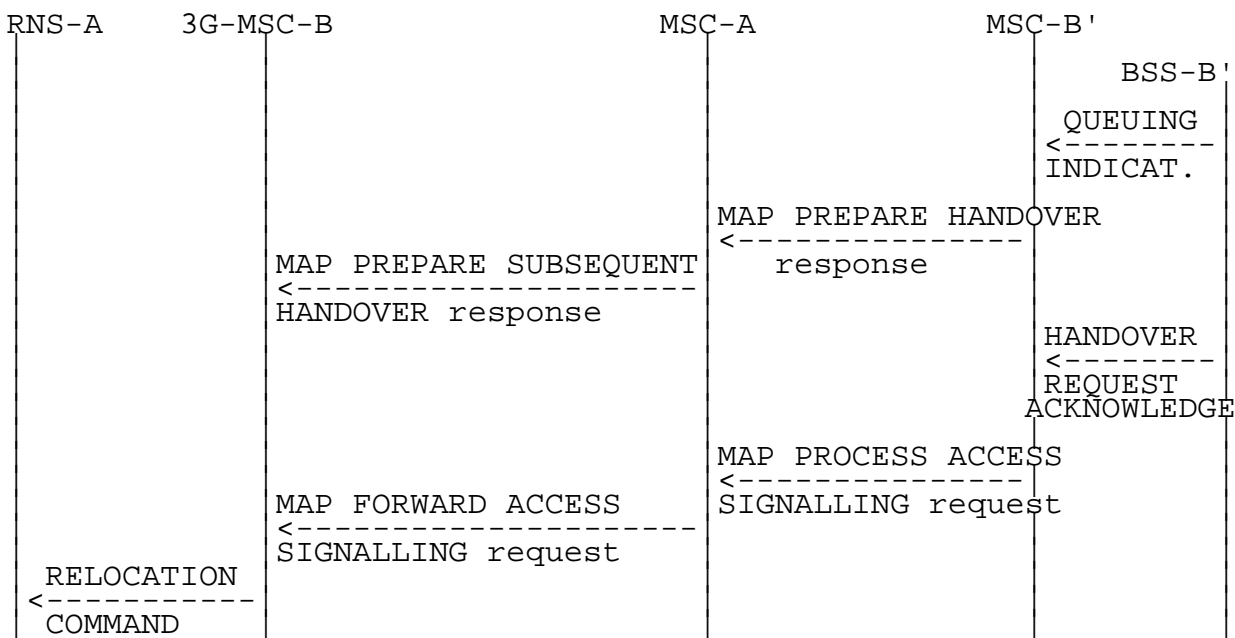 RNS-A 3G-MSC-B MSC-A MSC-B'
BSS-B'
QUEUING
INDICAT.
MAP PREPARE HANDOVER
response
MAP PREPARE SUBSEQUENT
HANDOVER response
HANDOVER
REQUEST
ACKNOWLEDGE
MAP PROCESS ACCESS
SIGNALLING request
MAP FORWARD ACCESS
SIGNALLING request
RELOCATION
COMMAND